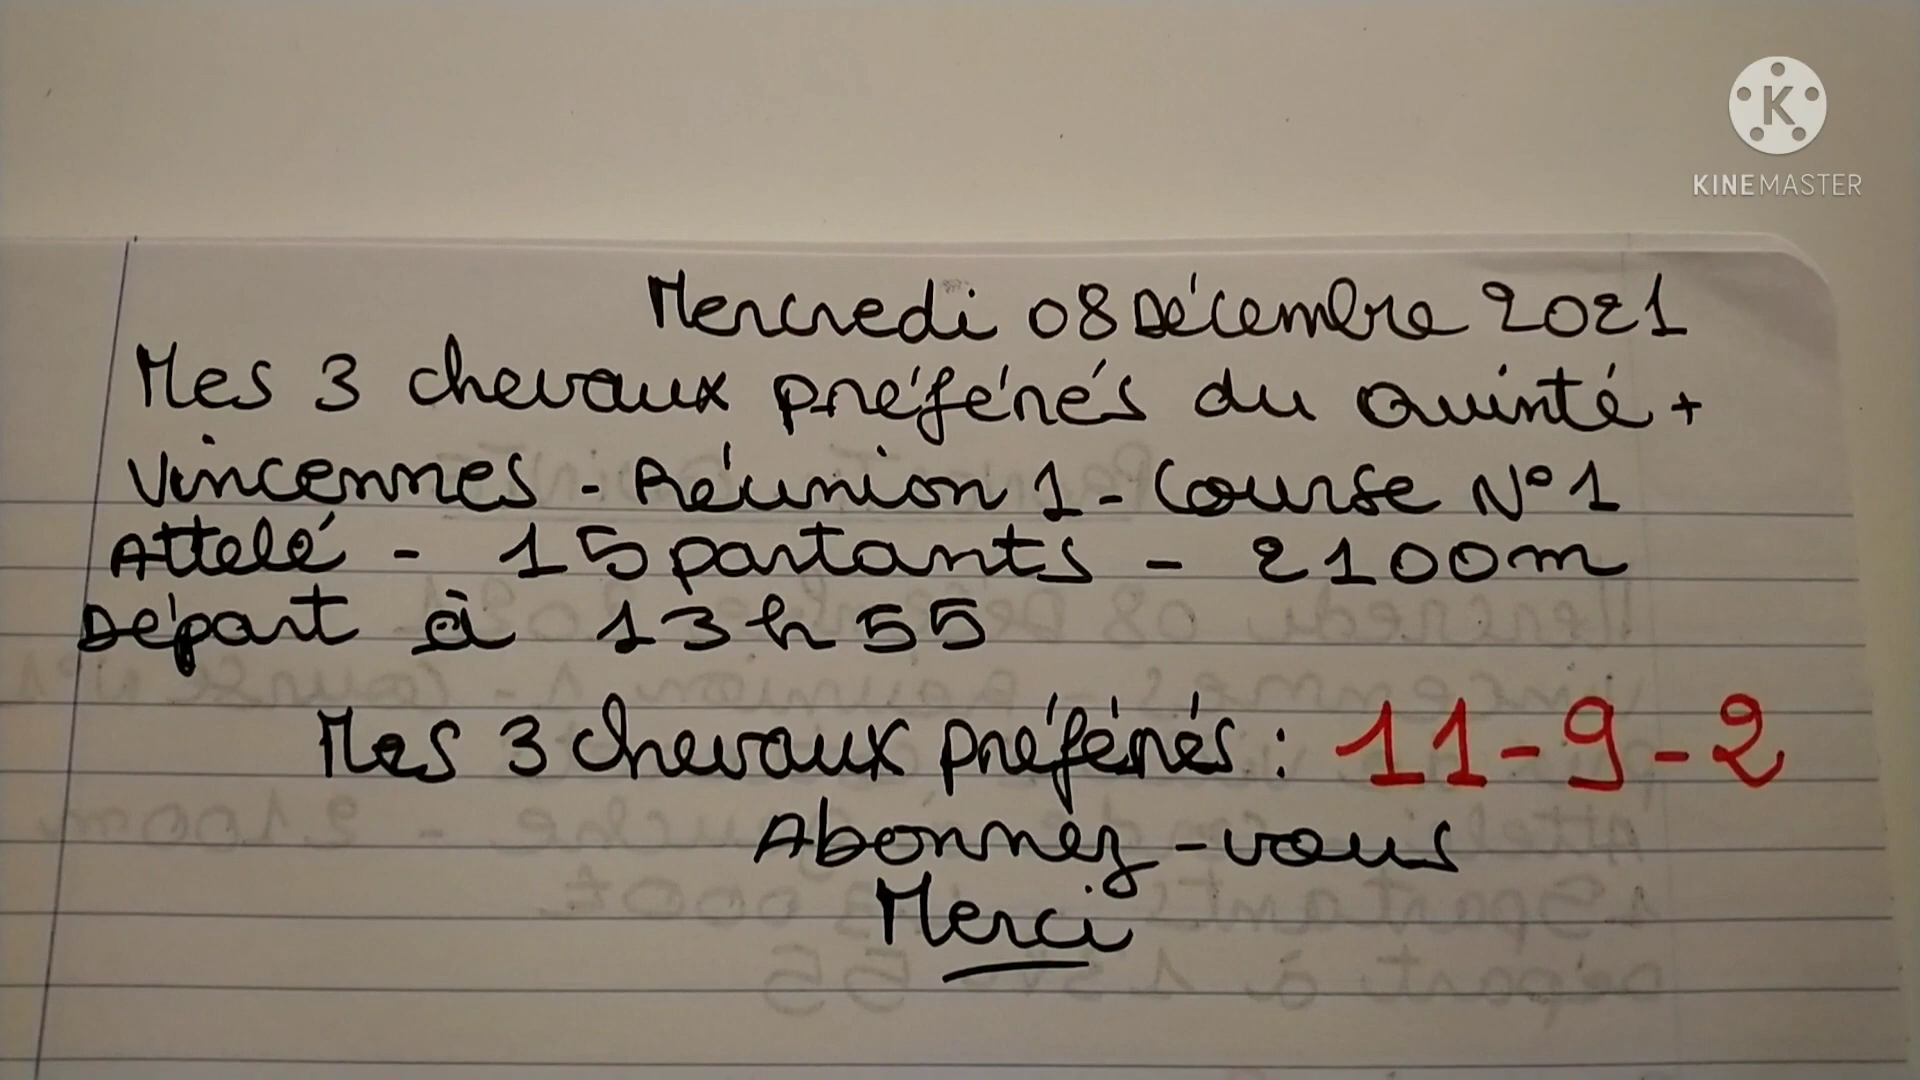 K
KINEMASTER
Mercredi 08 Décembre 2021
Mes 3 chevaux préférés du Quinté +
Vincennes - Réunion 1 - Course N°1
Attelé - 15 partants - 2100m
Départ à 13h55
Mes 3 chevaux préférés : 11-9-2
Abonnez-vous
Merci